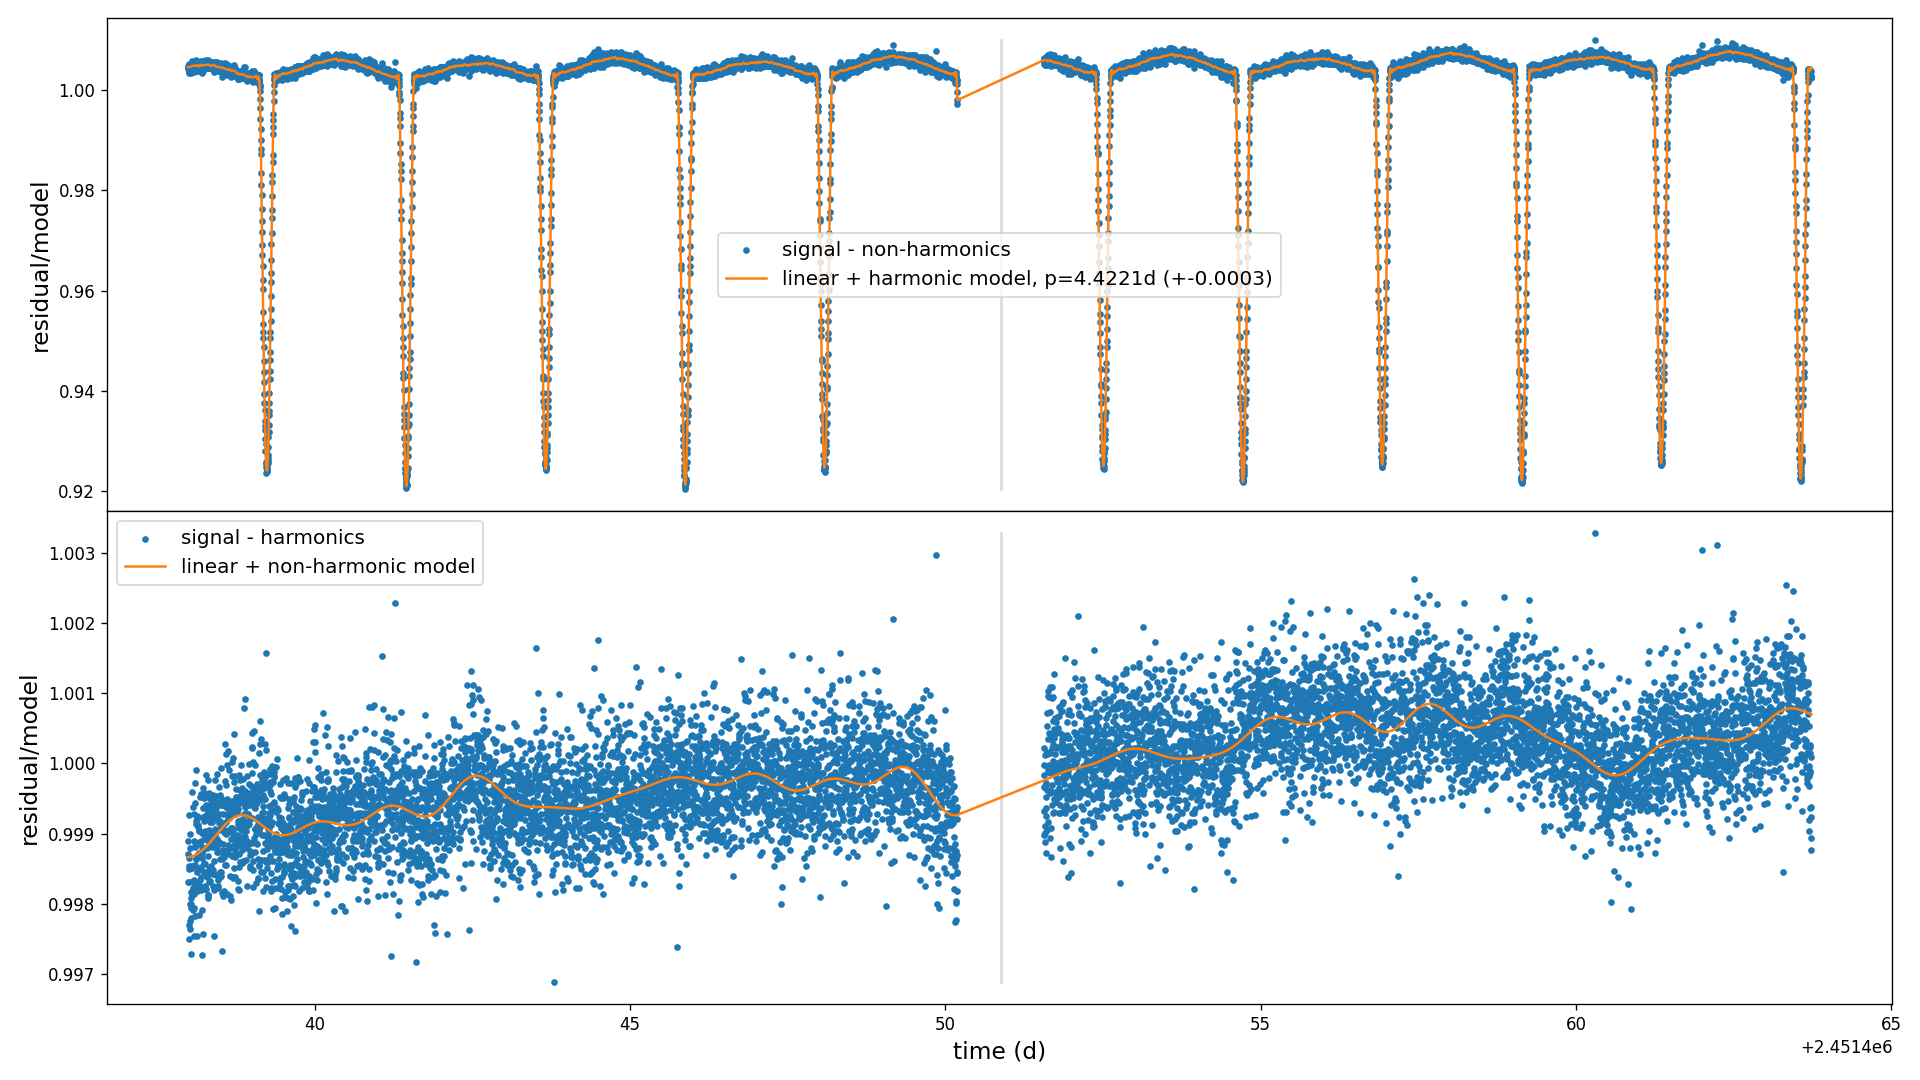 1.00
0.98
0.96
0.94
0.92
residual/model
signal - non-harmonics
linear + harmonic model, p=4.4221d (+-0.0003)
signal - harmonics
linear + non-harmonic model
1.003
1.002
1.001
1.000
0.999
0.998
0.997
residual/model
40 45 50 55 60 65
time (d)
+2.4514e6